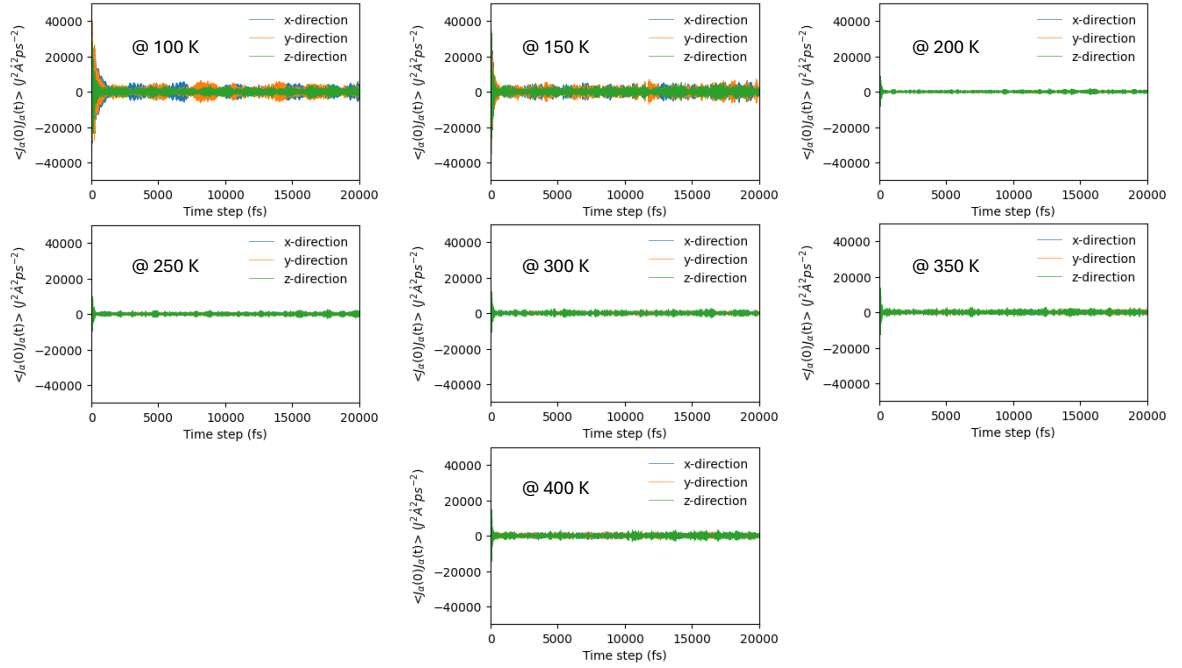 <Jα(0)Jα(t)> (J²Å²ps⁻²)
40000
20000
0
−20000
−40000
@ 100 K
x-direction
y-direction
z-direction
0 5000 10000 15000 20000
Time step (fs)
<Jα(0)Jα(t)> (J²Å²ps⁻²)
40000
20000
0
−20000
−40000
@ 150 K
x-direction
y-direction
z-direction
0 5000 10000 15000 20000
Time step (fs)
<Jα(0)Jα(t)> (J²Å²ps⁻²)
40000
20000
0
−20000
−40000
@ 200 K
x-direction
y-direction
z-direction
0 5000 10000 15000 20000
Time step (fs)
<Jα(0)Jα(t)> (J²Å²ps⁻²)
40000
20000
0
−20000
−40000
@ 250 K
x-direction
y-direction
z-direction
0 5000 10000 15000 20000
Time step (fs)
<Jα(0)Jα(t)> (J²Å²ps⁻²)
40000
20000
0
−20000
−40000
@ 300 K
x-direction
y-direction
z-direction
0 5000 10000 15000 20000
Time step (fs)
<Jα(0)Jα(t)> (J²Å²ps⁻²)
40000
20000
0
−20000
−40000
@ 350 K
x-direction
y-direction
z-direction
0 5000 10000 15000 20000
Time step (fs)
<Jα(0)Jα(t)> (J²Å²ps⁻²)
40000
20000
0
−20000
−40000
@ 400 K
x-direction
y-direction
z-direction
0 5000 10000 15000 20000
Time step (fs)